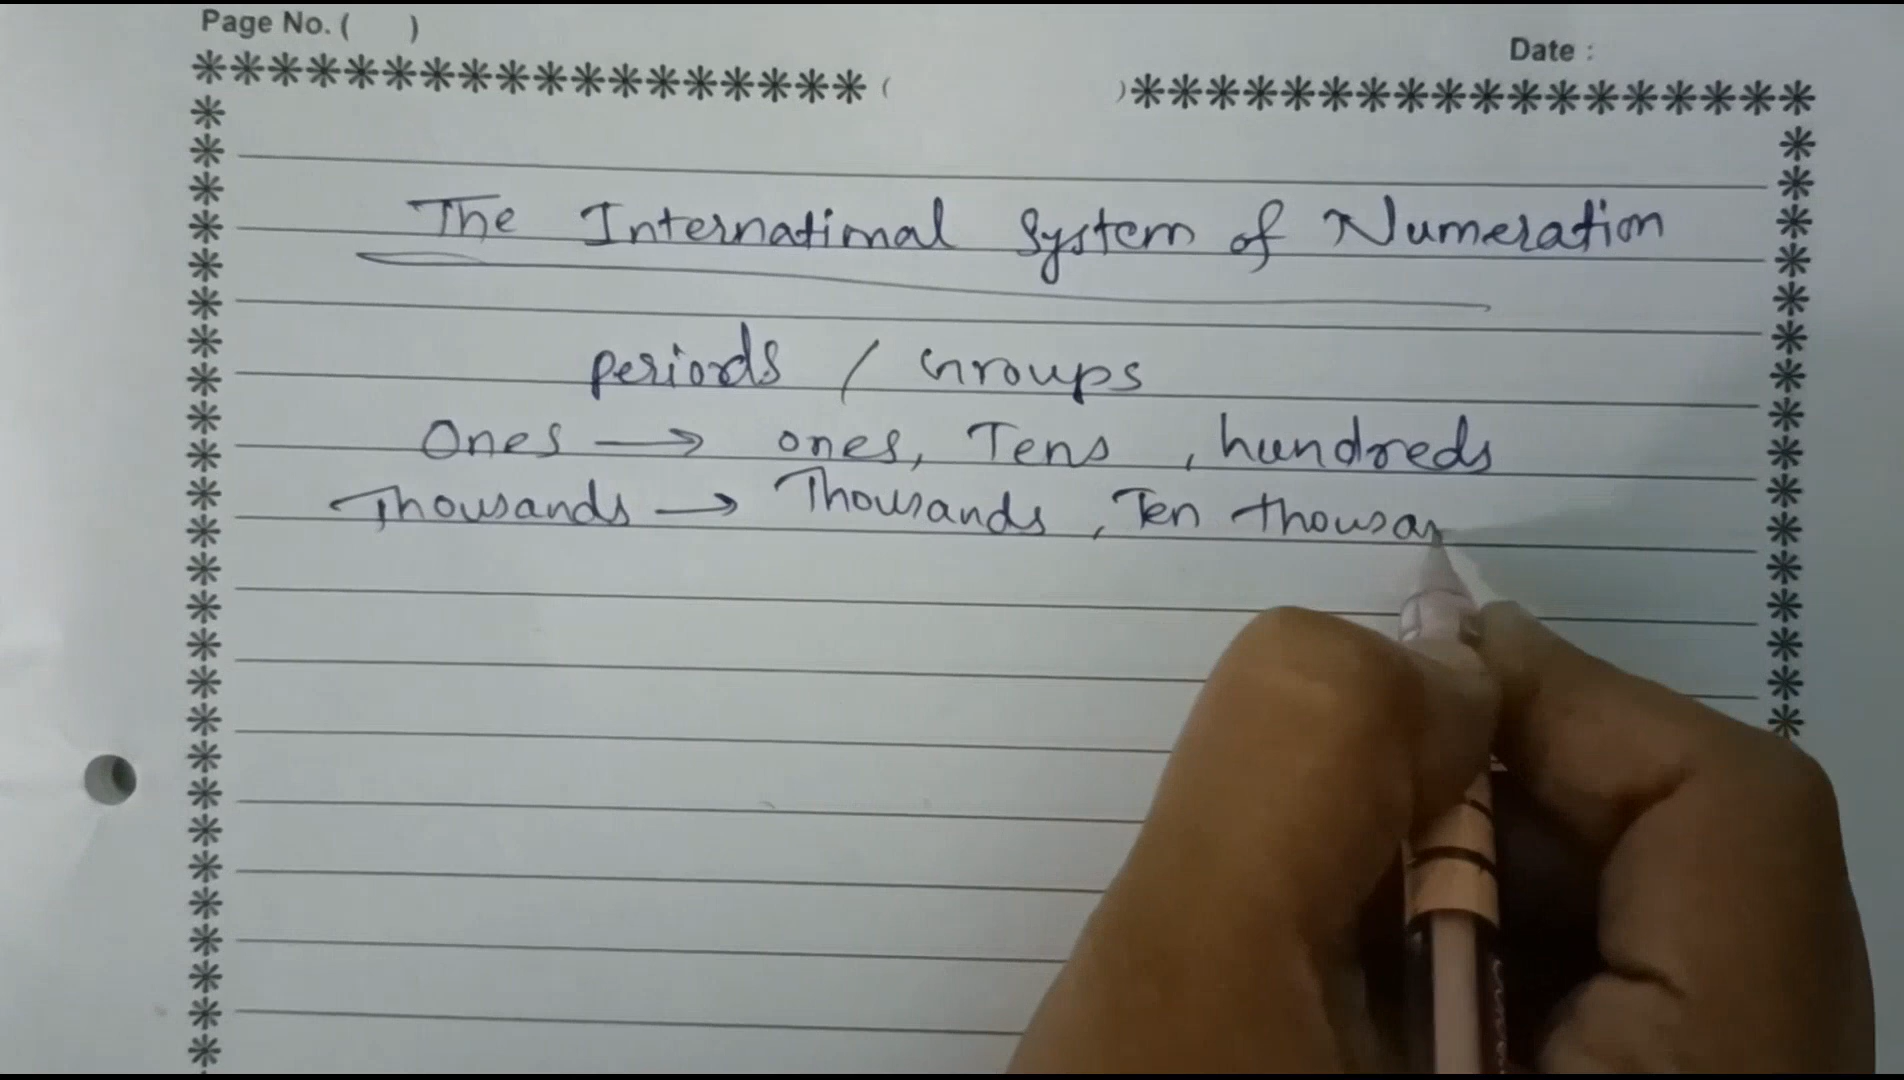 Page No. ( )
Date :
( )
The International System of Numeration
periods / Groups
Ones → ones, Tens , hundreds
Thousands → Thousands , Ten thousan